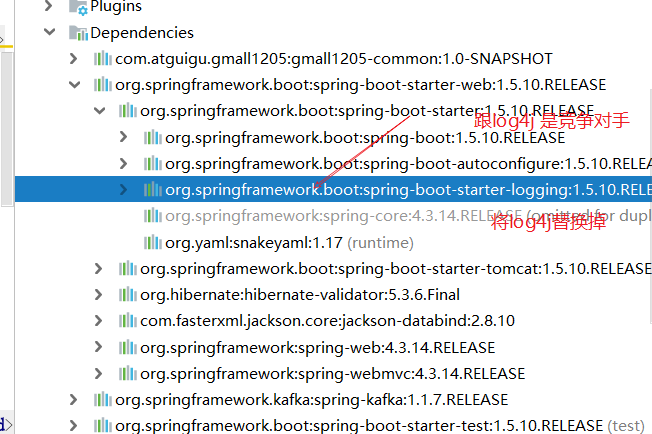 Plugins
Dependencies
com.atguigu.gmall1205:gmall1205-common:1.0-SNAPSHOT
org.springframework.boot:spring-boot-starter-web:1.5.10.RELEASE
org.springframework.boot:spring-boot-starter:1.5.10.RELEASE
跟log4j 是竞争对手
org.springframework.boot:spring-boot:1.5.10.RELEASE
org.springframework.boot:spring-boot-autoconfigure:1.5.10.RELEA
org.springframework.boot:spring-boot-starter-logging:1.5.10.RELE
org.springframework:spring-core:4.3.14.RELEASE (omitted for dupl
将log4j替换掉
org.yaml:snakeyaml:1.17 (runtime)
org.springframework.boot:spring-boot-starter-tomcat:1.5.10.RELEASE
org.hibernate:hibernate-validator:5.3.6.Final
com.fasterxml.jackson.core:jackson-databind:2.8.10
org.springframework:spring-web:4.3.14.RELEASE
org.springframework:spring-webmvc:4.3.14.RELEASE
org.springframework.kafka:spring-kafka:1.1.7.RELEASE
org.springframework.boot:spring-boot-starter-test:1.5.10.RELEASE (test)